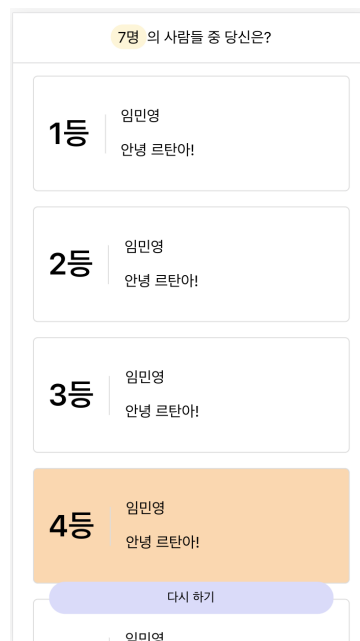 7명 의 사람들 중 당신은?
1등
임민영
안녕 르탄아!
2등
임민영
안녕 르탄아!
3등
임민영
안녕 르탄아!
4등
임민영
안녕 르탄아!
다시 하기
임민영